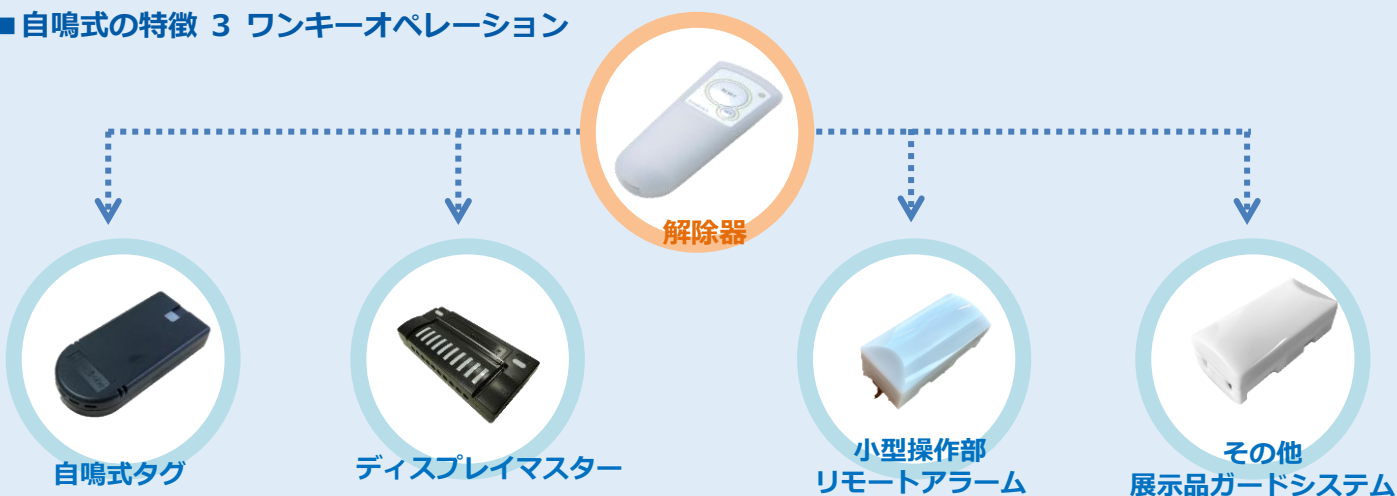 ■自鳴式の特徴 3 ワンキーオペレーション
解除器
自鳴式タグ
ディスプレイマスター
小型操作部
リモートアラーム
その他
展示品ガードシステム